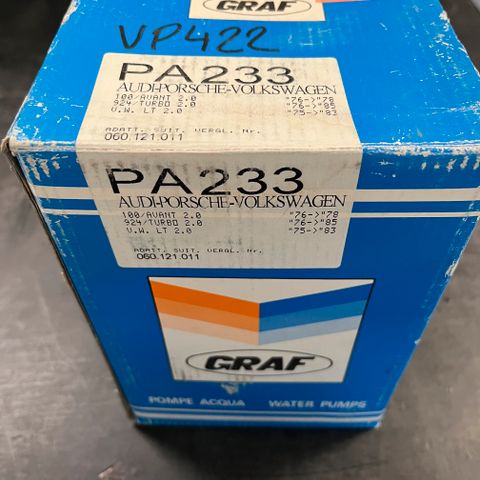 GRAF
VP422
PA233
AUDI-PORSCHE-VOLKSWAGEN
100/AVANT 2.0 "76->"78
924/TURBO 2.0 "76->"85
V.W. LT 2.0 "75->"83
ADATT. SUIT. VERGL. Nr.
060.121.011
PA233
AUDI-PORSCHE-VOLKSWAGEN
100/AVANT 2.0 "76->"78
924/TURBO 2.0 "76->"85
V.W. LT 2.0 "75->"83
ADATT. SUIT. VERGL. Nr.
060.121.011
GRAF
POMPE ACQUA WATER PUMPS